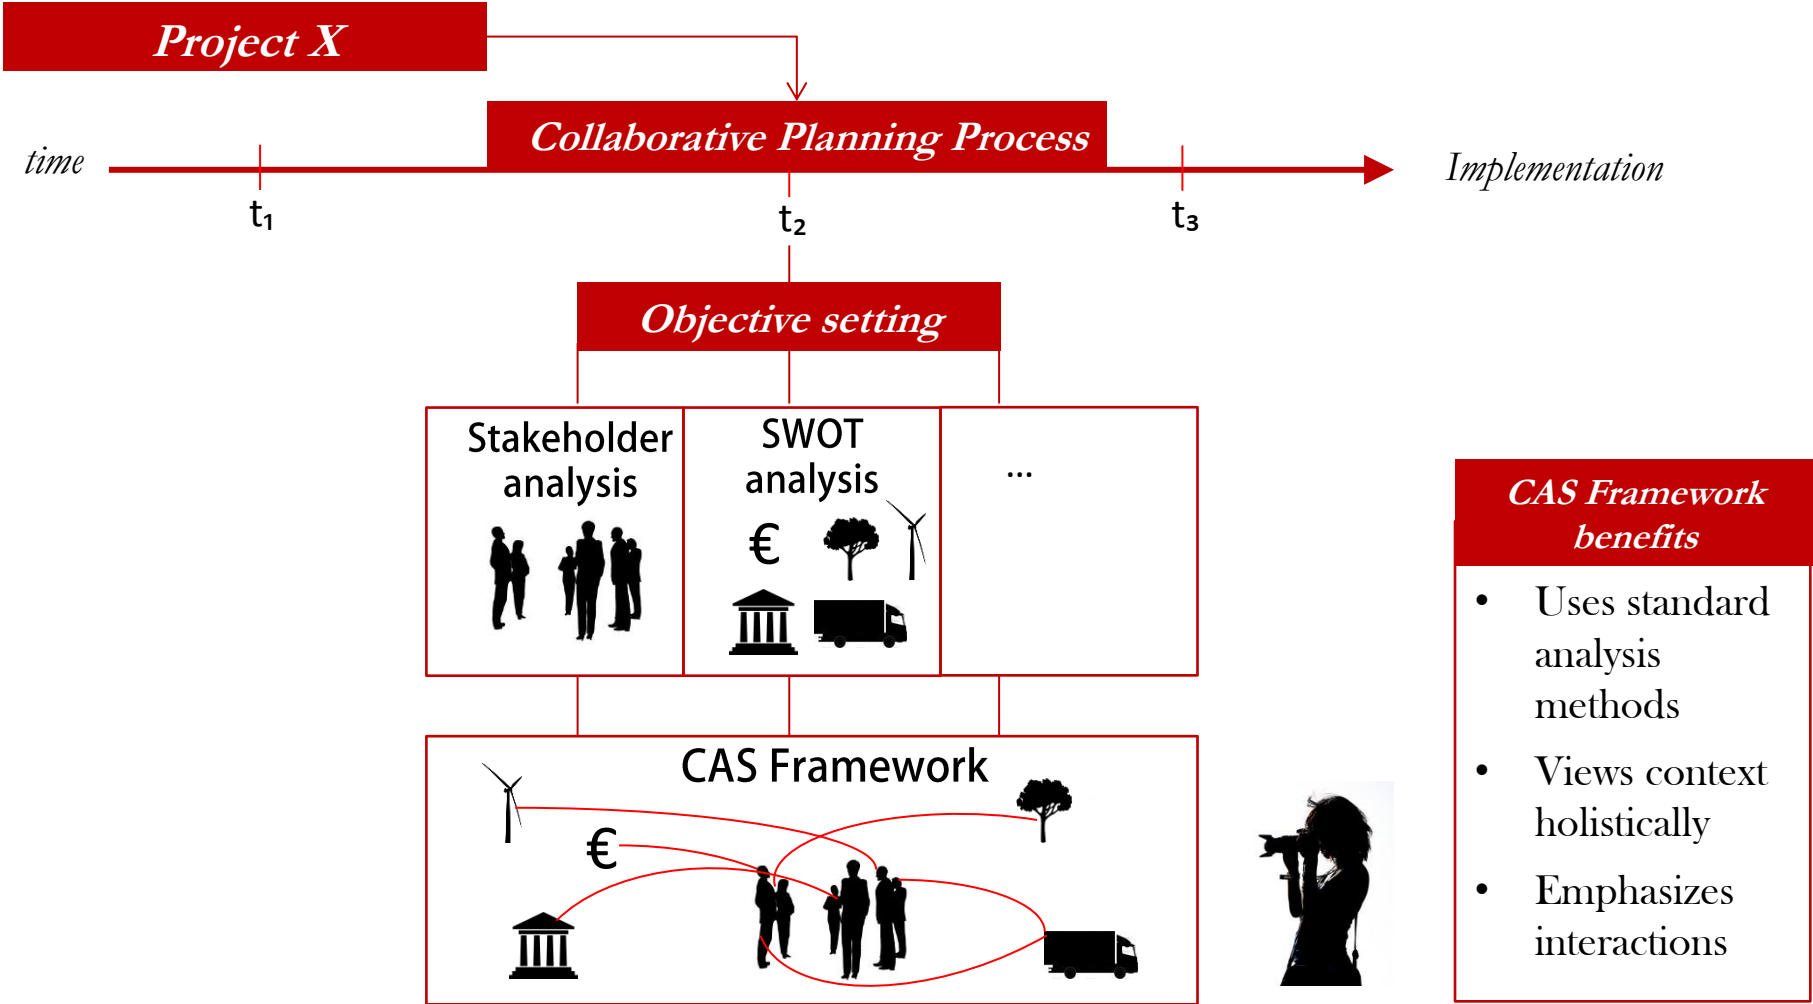 Project X
Collaborative Planning Process
time
Implementation
t₁
t₂
t₃
Objective setting
Stakeholder
analysis
SWOT
analysis
...
€
CAS Framework
€
CAS Framework
benefits
• Uses standard
analysis
methods
• Views context
holistically
• Emphasizes
interactions